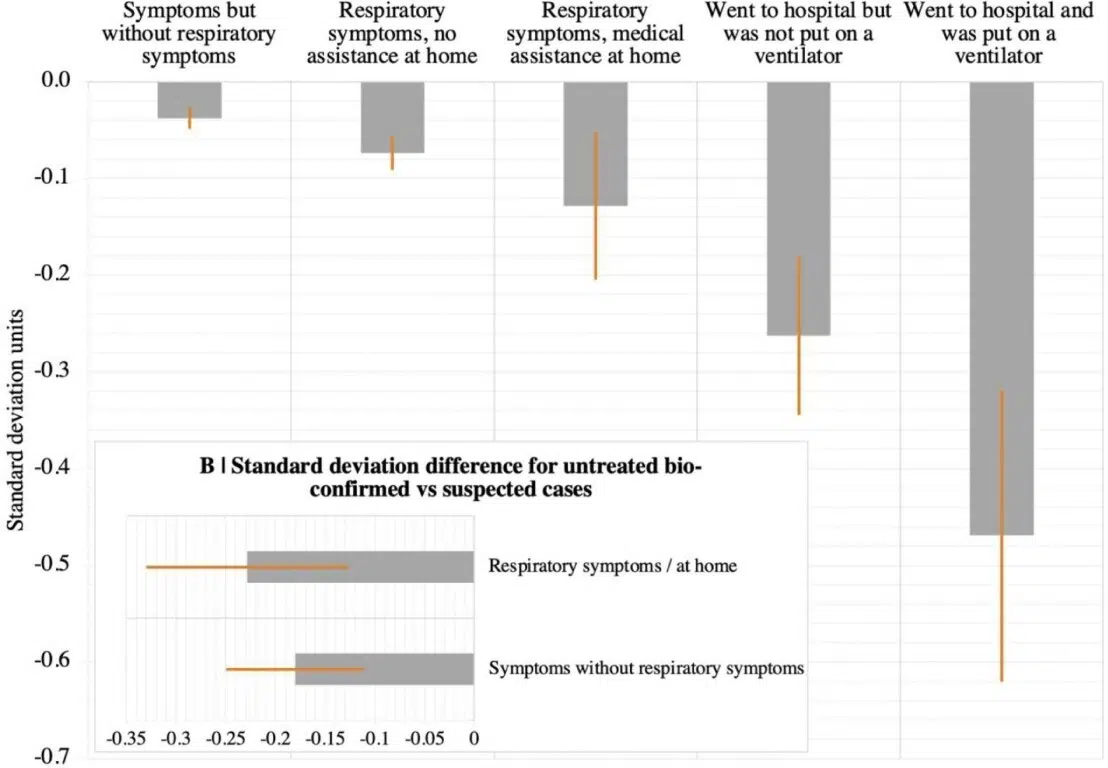 Symptoms but
without respiratory
symptoms
Respiratory
symptoms, no
assistance at home
Respiratory
symptoms, medical
assistance at home
Went to hospital but
was not put on a
ventilator
Went to hospital and
was put on a
ventilator
0.0
-0.1
-0.2
-0.3
-0.4
-0.5
-0.6
-0.7
Standard deviation units
B | Standard deviation difference for untreated bio-
confirmed vs suspected cases
Respiratory symptoms / at home
Symptoms without respiratory symptoms
-0.35 -0.3 -0.25 -0.2 -0.15 -0.1 -0.05 0